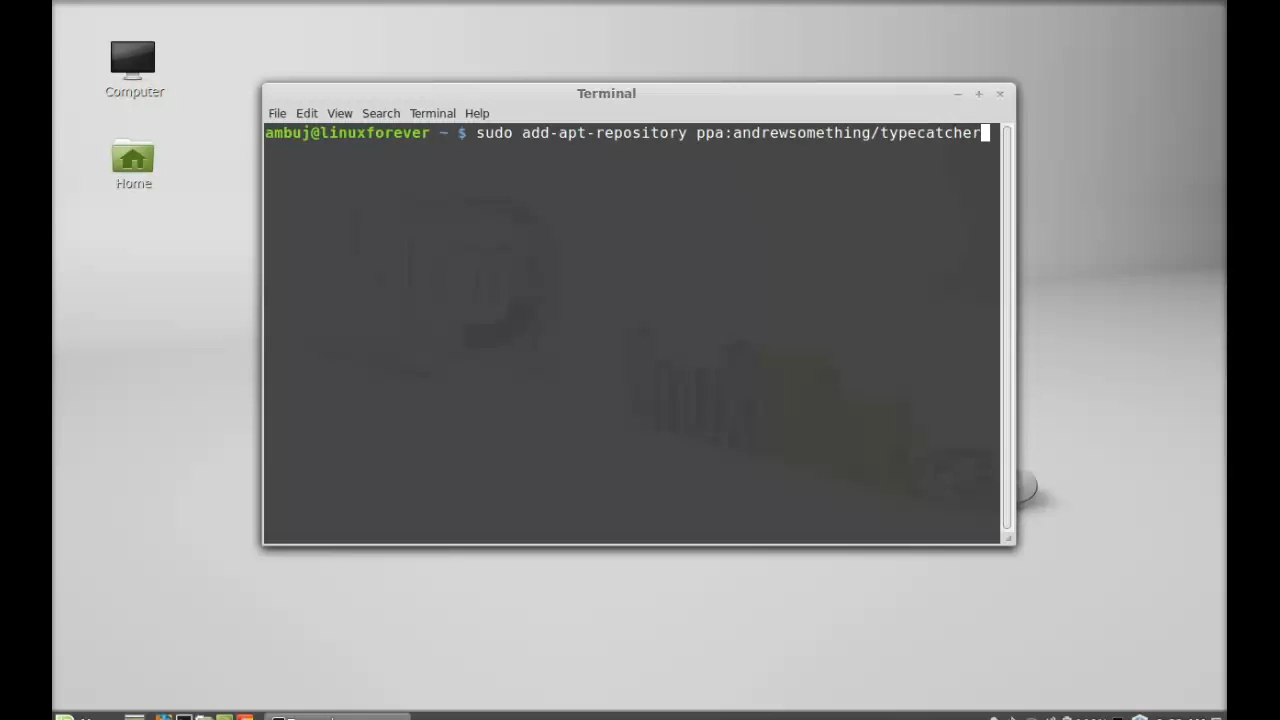 Computer
Home
Terminal
File Edit View Search Terminal Help
ambuj@linuxforever ~ $ sudo add-apt-repository ppa:andrewsomething/typecatcher